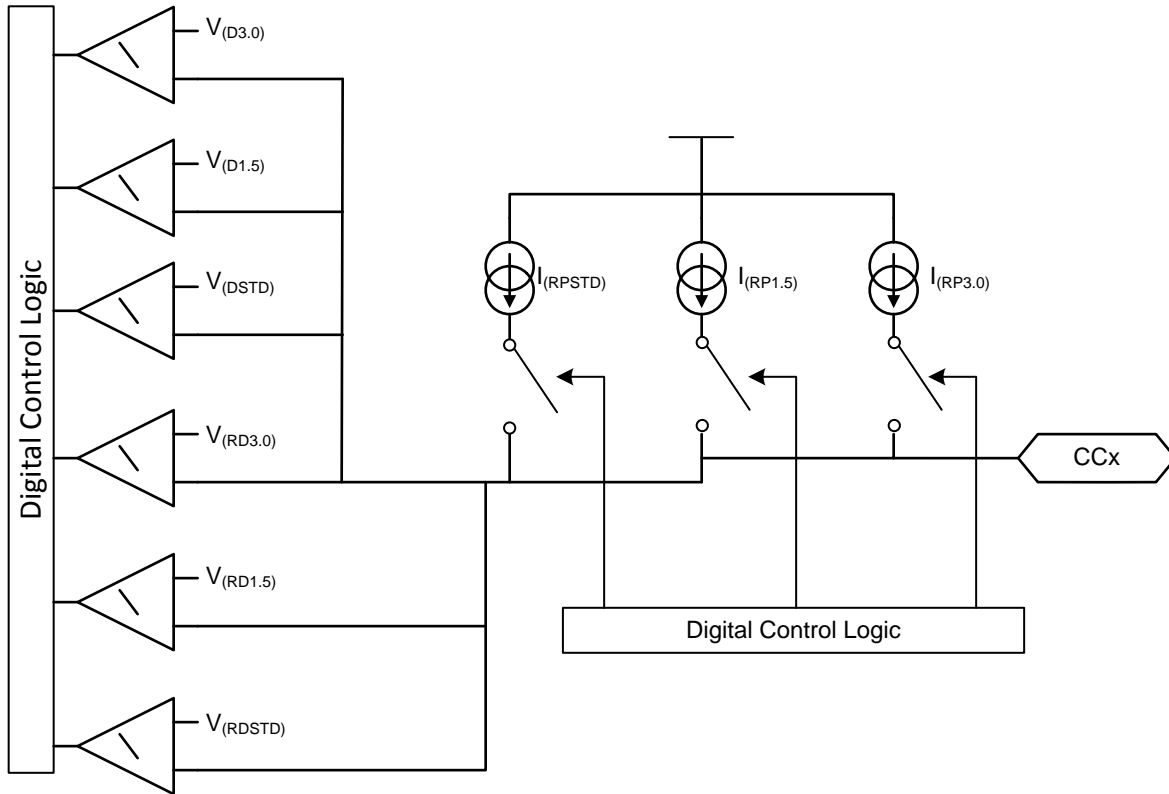 Digital Control Logic
V(D3.0)
V(D1.5)
V(DSTD)
V(RD3.0)
V(RD1.5)
V(RDSTD)
I(RPSTD)
I(RP1.5)
I(RP3.0)
CCx
Digital Control Logic